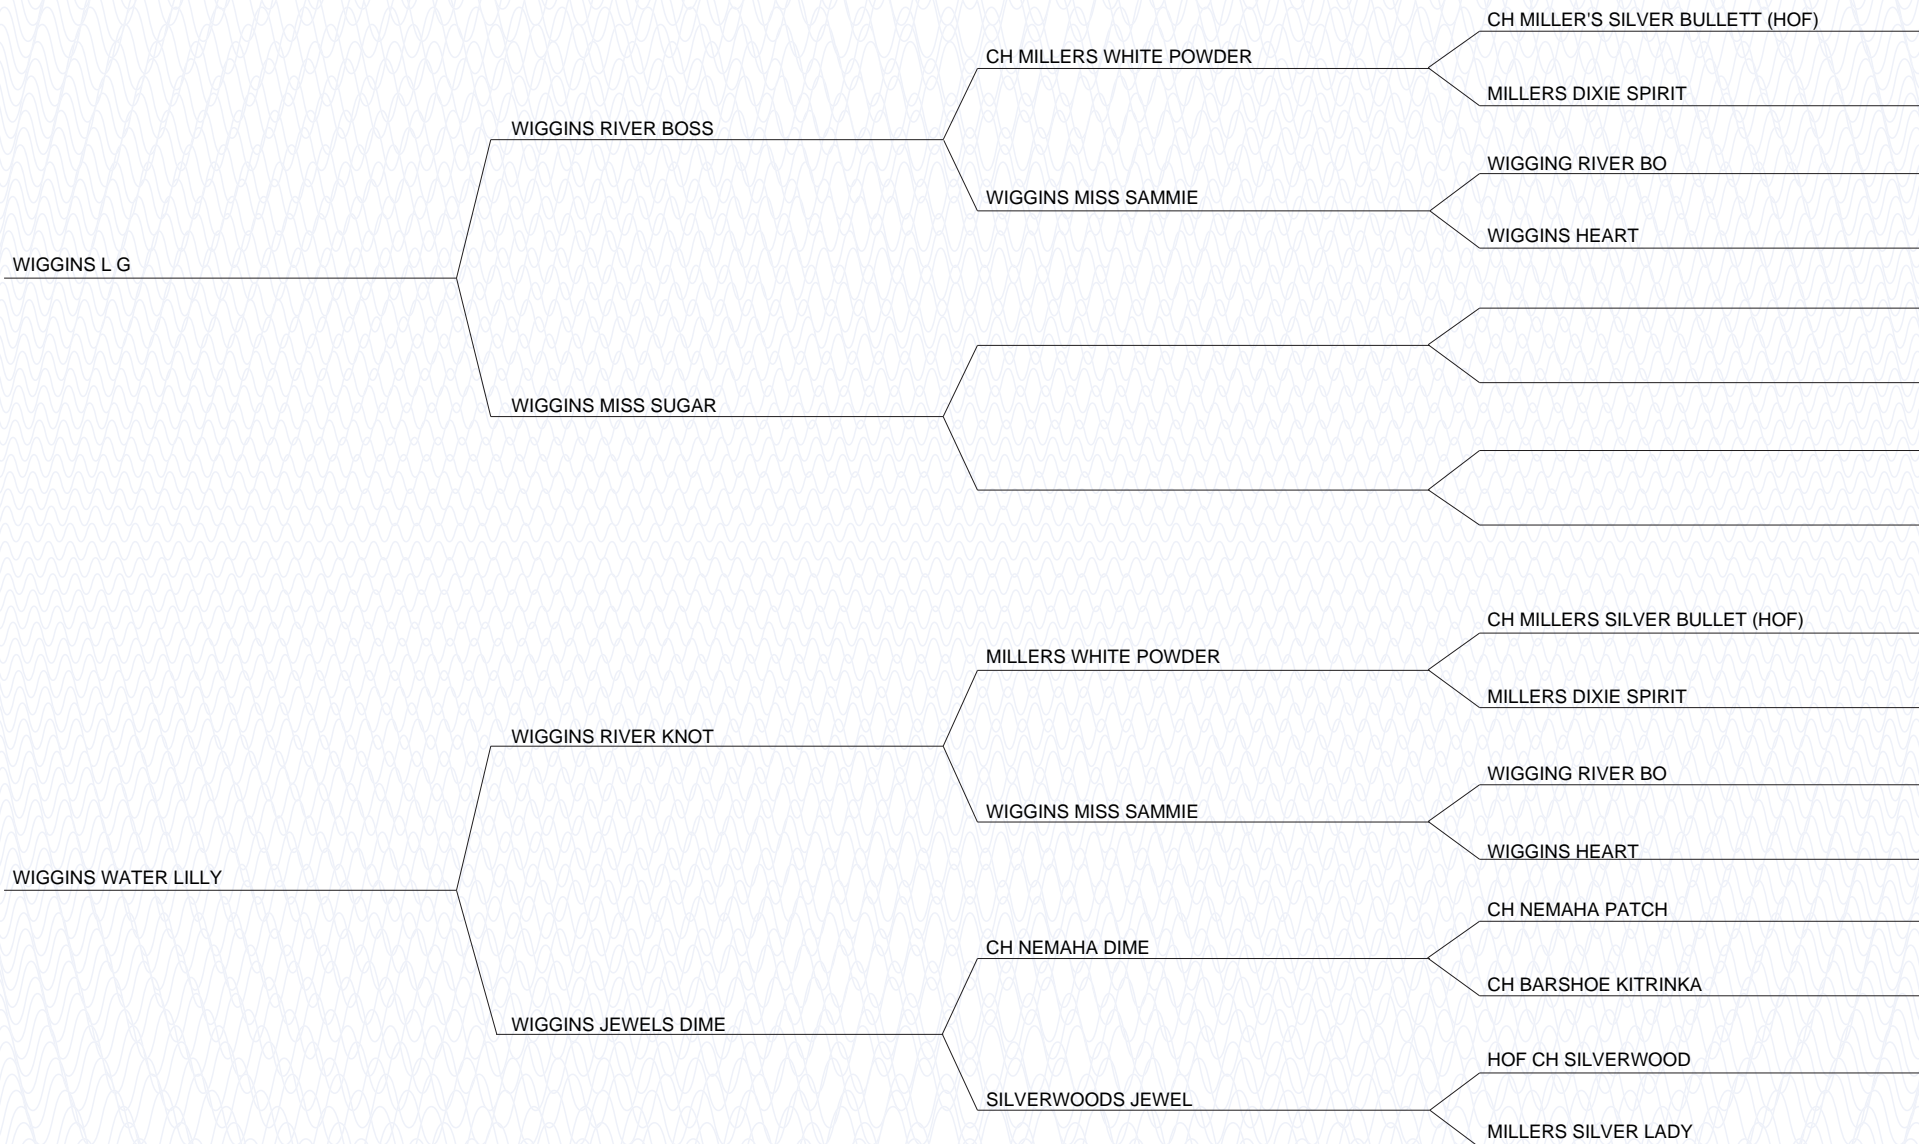 CH MILLER'S SILVER BULLETT (HOF)
CH MILLERS WHITE POWDER
MILLERS DIXIE SPIRIT
WIGGINS RIVER BOSS
WIGGING RIVER BO
WIGGINS MISS SAMMIE
WIGGINS HEART
WIGGINS L G
WIGGINS MISS SUGAR
CH MILLERS SILVER BULLET (HOF)
MILLERS WHITE POWDER
MILLERS DIXIE SPIRIT
WIGGINS RIVER KNOT
WIGGING RIVER BO
WIGGINS MISS SAMMIE
WIGGINS HEART
WIGGINS WATER LILLY
CH NEMAHA PATCH
CH NEMAHA DIME
CH BARSHOE KITRINKA
WIGGINS JEWELS DIME
HOF CH SILVERWOOD
SILVERWOODS JEWEL
MILLERS SILVER LADY